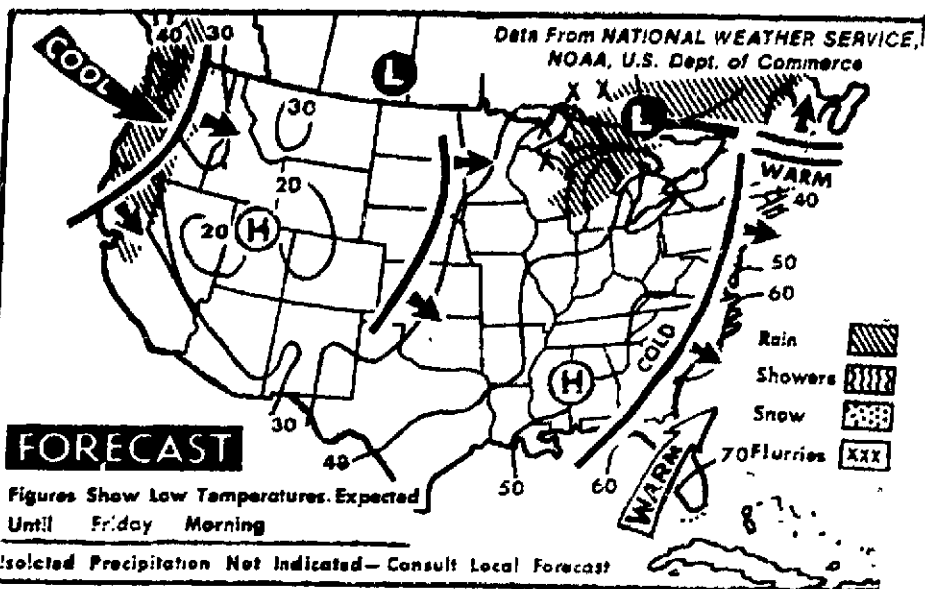 Data From NATIONAL WEATHER SERVICE,
NOAA, U.S. Dept. of Commerce
40 30
COOL
L
30
L
WARM
40
20
20
H
50
60
COLD
Rain
Showers
H
Snow
30
FORECAST
40
50
60
WARM
70
Flurries XXX
Figures Show Low Temperatures Expected
Until Friday Morning
Isolated Precipitation Not Indicated – Consult Local Forecast